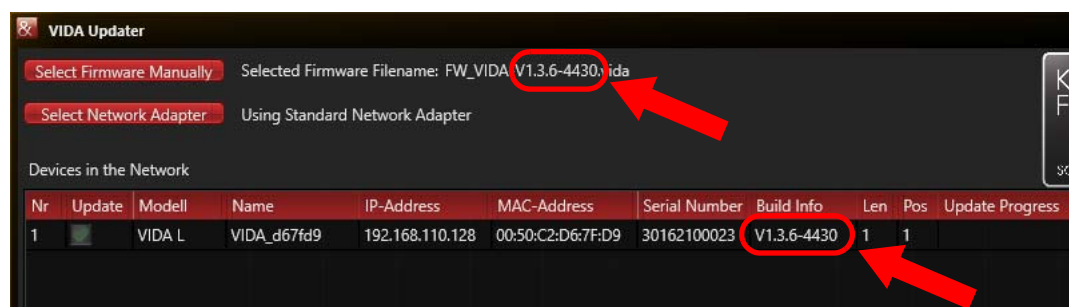 & VIDA Updater
Select Firmware Manually Selected Firmware Filename: FW_VIDA_V1.3.6-4430.vida
Select Network Adapter Using Standard Network Adapter
Devices in the Network
Nr Update Modell Name IP-Address MAC-Address Serial Number Build Info Len Pos Update Progress
1 VIDA L VIDA_d67fd9 192.168.110.128 00:50:C2:D6:7F:D9 30162100023 V1.3.6-4430 1 1